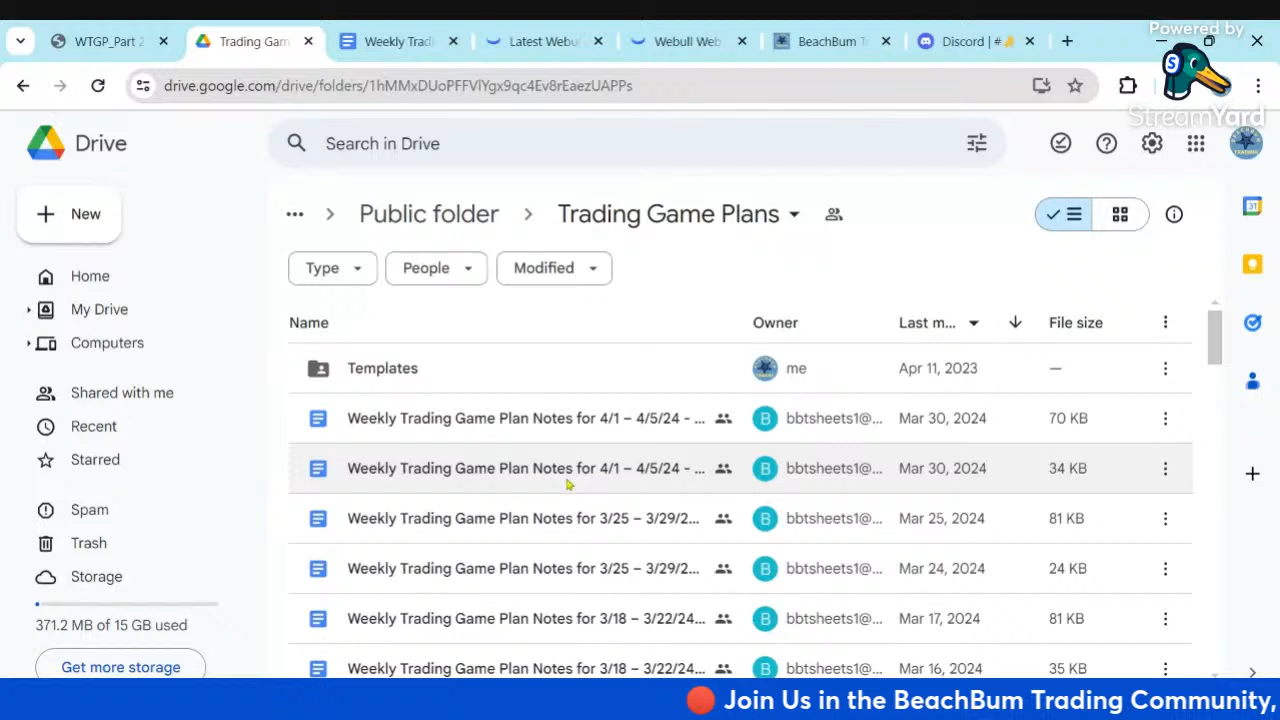 Powered by
StreamYard
WTGP_Part 2
Trading Gam
Weekly Tradi
Latest Webu
Webull Web
BeachBum T
Discord | #
drive.google.com/drive/folders/
Drive
Search in Drive
New
Public folder
Trading Game Plans
Type
People
Modified
Home
My Drive
Computers
Shared with me
Recent
Starred
Spam
Trash
Storage
371.2 MB of 15 GB used
Get more storage
Name Owner Last m... File size
Templates me Apr 11, 2023 —
Weekly Trading Game Plan Notes for 4/1 – 4/5/24 - ... B bbtsheets1@... Mar 30, 2024 70 KB
Weekly Trading Game Plan Notes for 4/1 – 4/5/24 - ... B bbtsheets1@... Mar 30, 2024 34 KB
Weekly Trading Game Plan Notes for 3/25 – 3/29/2... B bbtsheets1@... Mar 25, 2024 81 KB
Weekly Trading Game Plan Notes for 3/25 – 3/29/2... B bbtsheets1@... Mar 24, 2024 24 KB
Weekly Trading Game Plan Notes for 3/18 – 3/22/24... B bbtsheets1@... Mar 17, 2024 81 KB
Weekly Trading Game Plan Notes for 3/18 – 3/22/24... B bbtsheets1@... Mar 16, 2024 35 KB
Join Us in the BeachBum Trading Community,